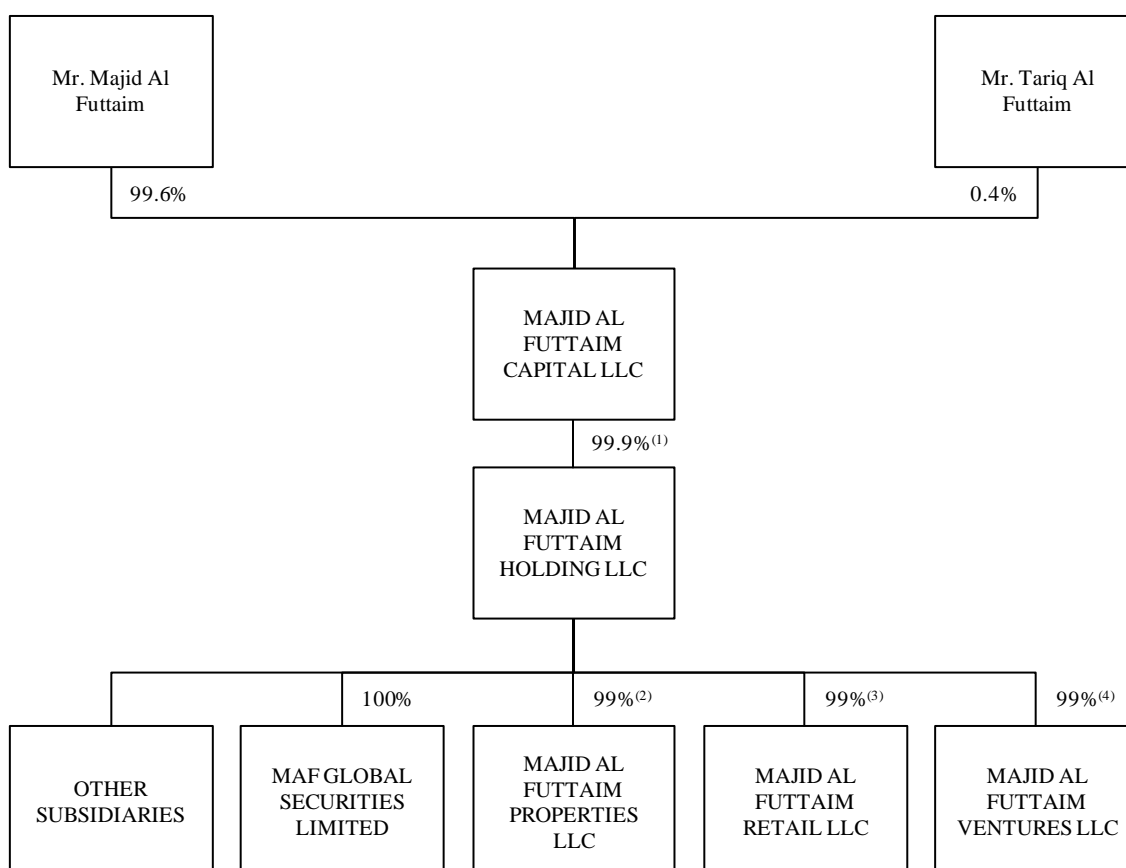 Mr. Majid Al
Futtaim
Mr. Tariq Al
Futtaim
99.6%
0.4%
MAJID AL
FUTTAIM
CAPITAL LLC
99.9%(1)
MAJID AL
FUTTAIM
HOLDING LLC
100%
99%(2)
99%(3)
99%(4)
OTHER
SUBSIDIARIES
MAF GLOBAL
SECURITIES
LIMITED
MAJID AL
FUTTAIM
PROPERTIES
LLC
MAJID AL
FUTTAIM
RETAIL LLC
MAJID AL
FUTTAIM
VENTURES LLC